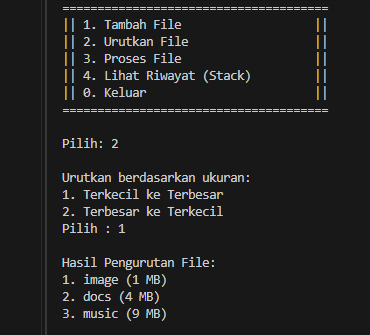 ======================================
|| 1. Tambah File                   ||
|| 2. Urutkan File                  ||
|| 3. Proses File                   ||
|| 4. Lihat Riwayat (Stack)         ||
|| 0. Keluar                        ||
======================================
Pilih: 2
Urutkan berdasarkan ukuran:
1. Terkecil ke Terbesar
2. Terbesar ke Terkecil
Pilih : 1
Hasil Pengurutan File:
1. image (1 MB)
2. docs (4 MB)
3. music (9 MB)